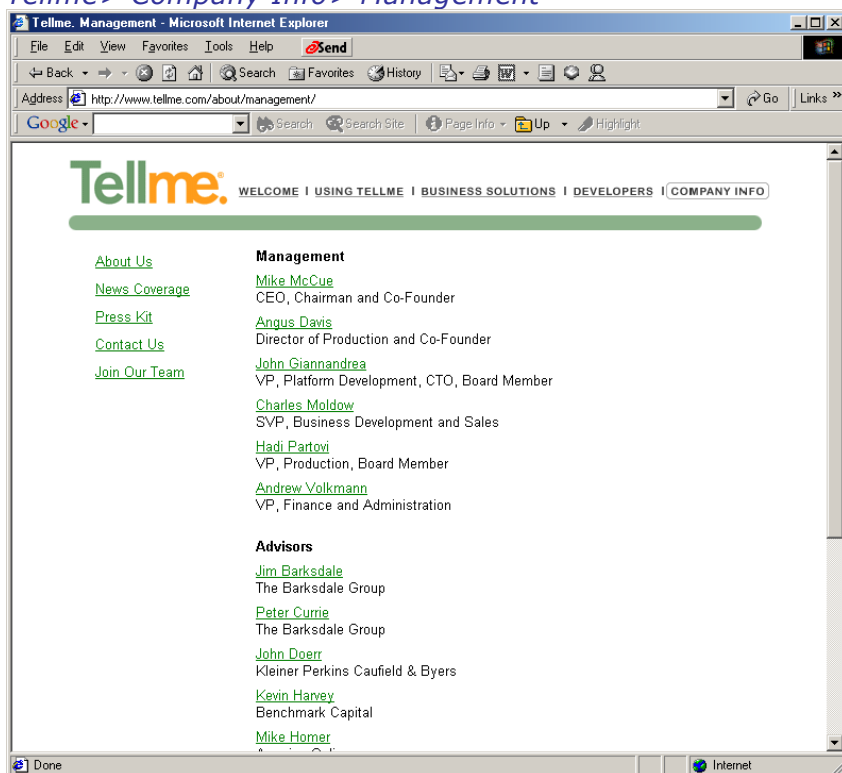 Tellme> Company Info> Management
Tellme. Management - Microsoft Internet Explorer
File Edit View Favorites Tools Help Send
Back Search Favorites History
Address http://www.tellme.com/about/management/ Go Links »
Google Search Search Site Page Info Up Highlight
Tellme. WELCOME | USING TELLME | BUSINESS SOLUTIONS | DEVELOPERS | COMPANY INFO
About Us
News Coverage
Press Kit
Contact Us
Join Our Team
Management
Mike McCue
CEO, Chairman and Co-Founder
Angus Davis
Director of Production and Co-Founder
John Giannandrea
VP, Platform Development, CTO, Board Member
Charles Moldow
SVP, Business Development and Sales
Hadi Partovi
VP, Production, Board Member
Andrew Volkmann
VP, Finance and Administration
Advisors
Jim Barksdale
The Barksdale Group
Peter Currie
The Barksdale Group
John Doerr
Kleiner Perkins Caufield & Byers
Kevin Harvey
Benchmark Capital
Mike Homer
Done Internet